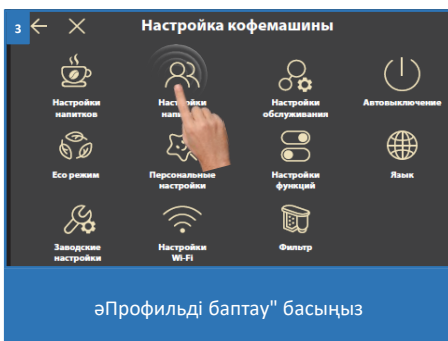 3
Настройка кофемашины
Настройки
напитков
Настройки
Настройки
обслуживания
Автовыключение
Eco режим
Персональные
настройки
Настройки
функций
Язык
Заводские
настройки
Настройки
Wi-Fi
Фильтр
әПрофильді баптау" басыңыз